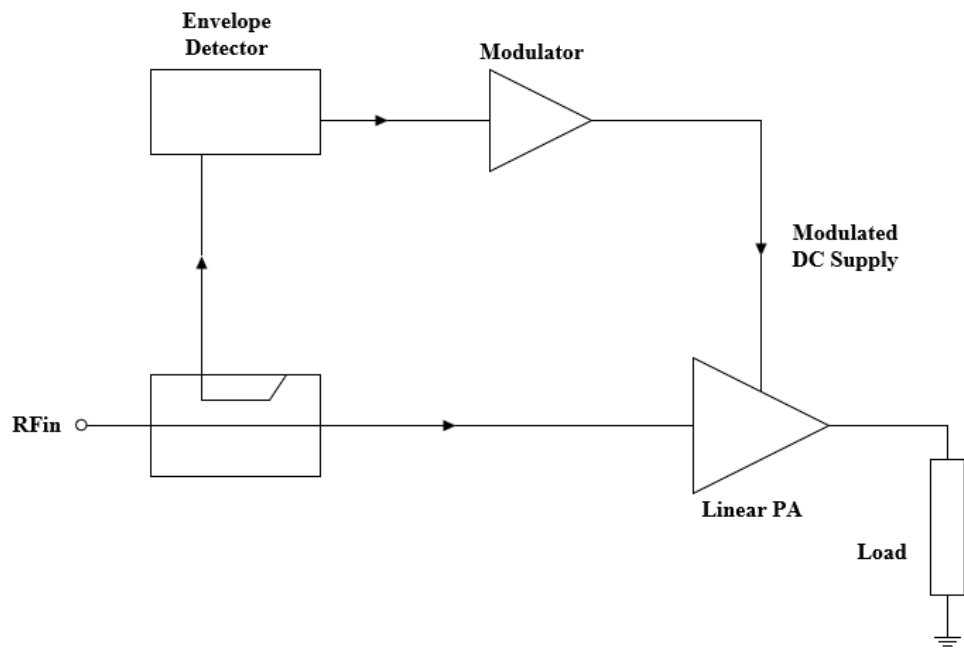 Envelope
Detector
Modulator
Modulated
DC Supply
RFin
Linear PA
Load